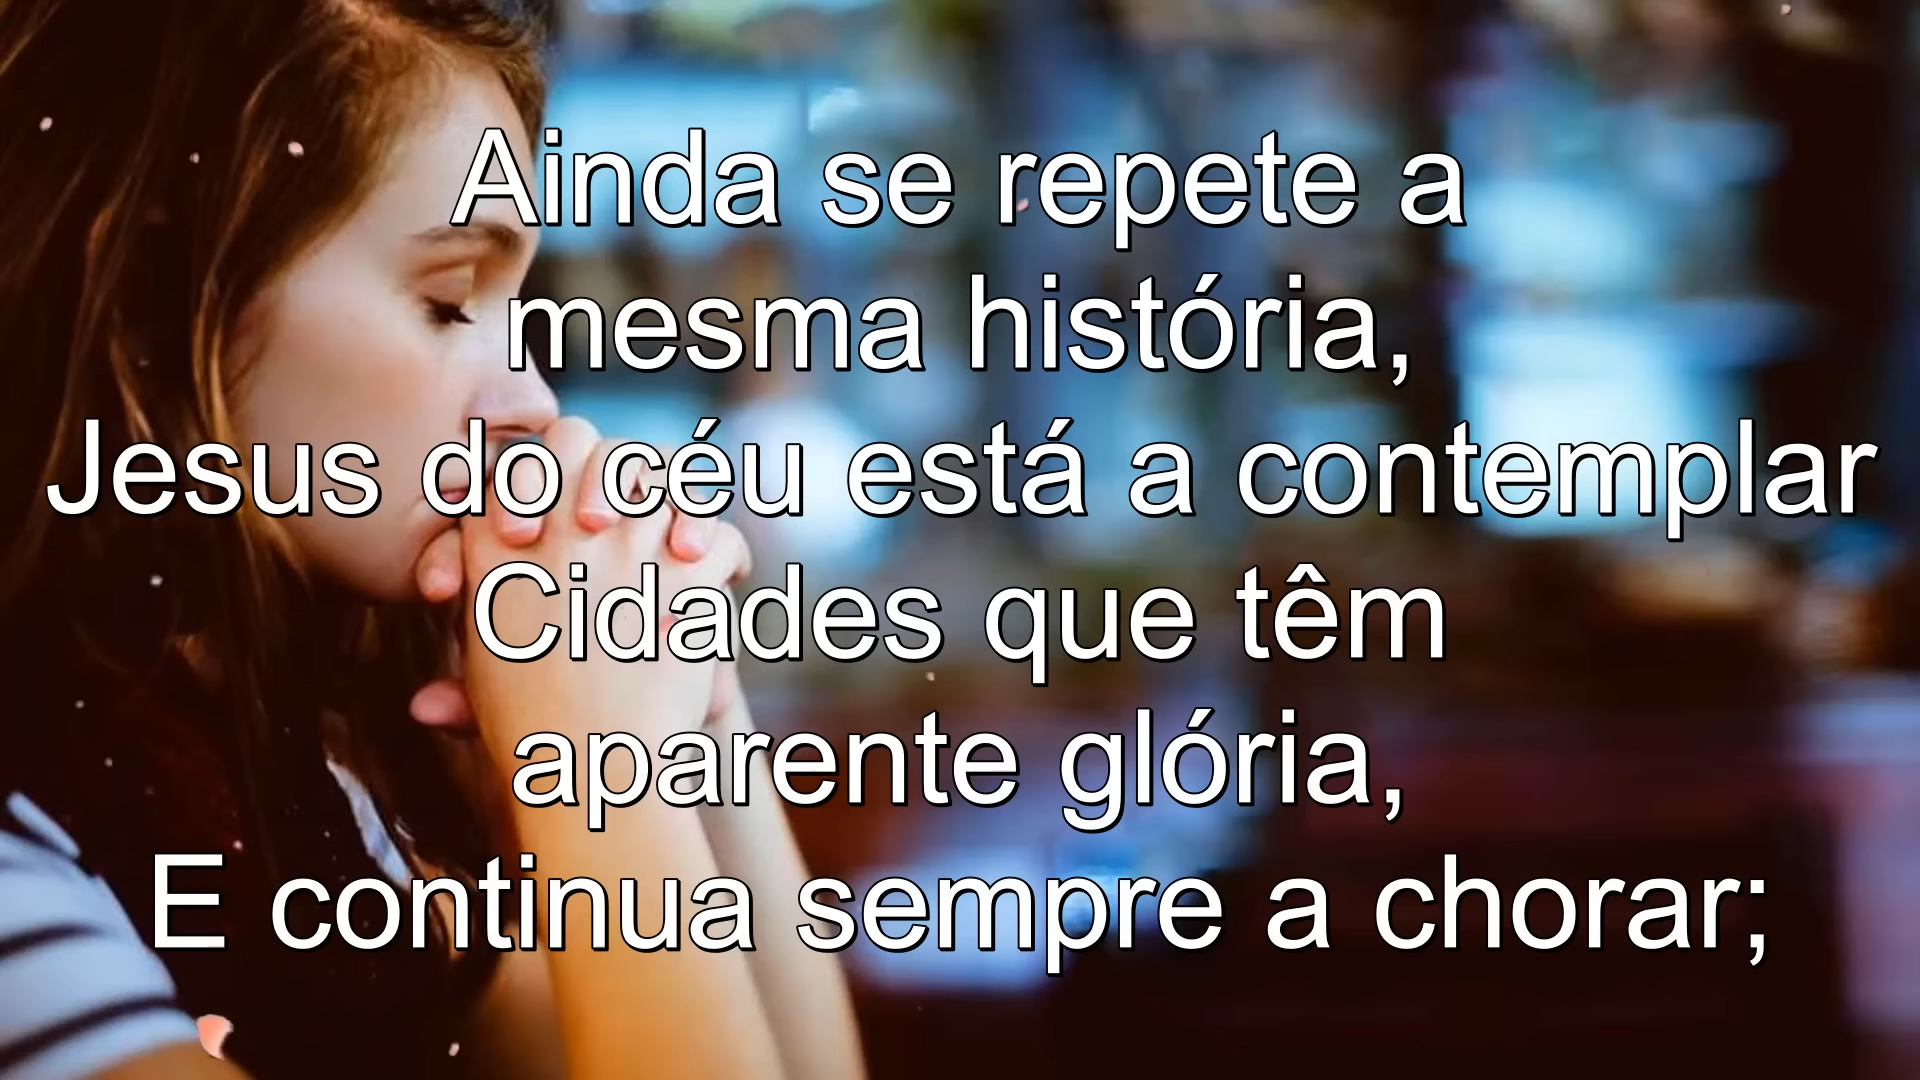 Ainda se repete a
mesma história,
Jesus do céu está a contemplar
Cidades que têm
aparente glória,
E continua sempre a chorar;